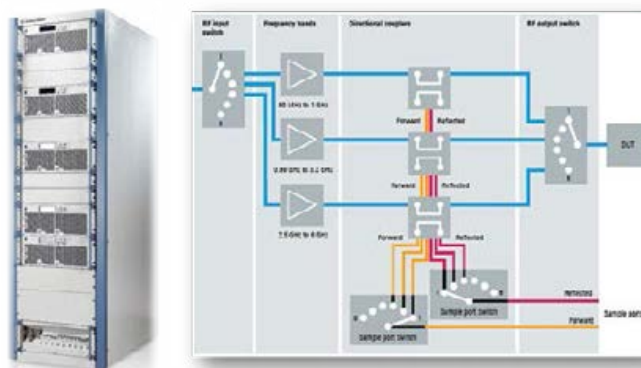 RF input
switch
Frequency bands
Directional couplers
RF output switch
Forward
Reflected
DUT
Forward
Reflected
Forward
Reflected
Sample port switch
Sample port switch
Reflected
Forward